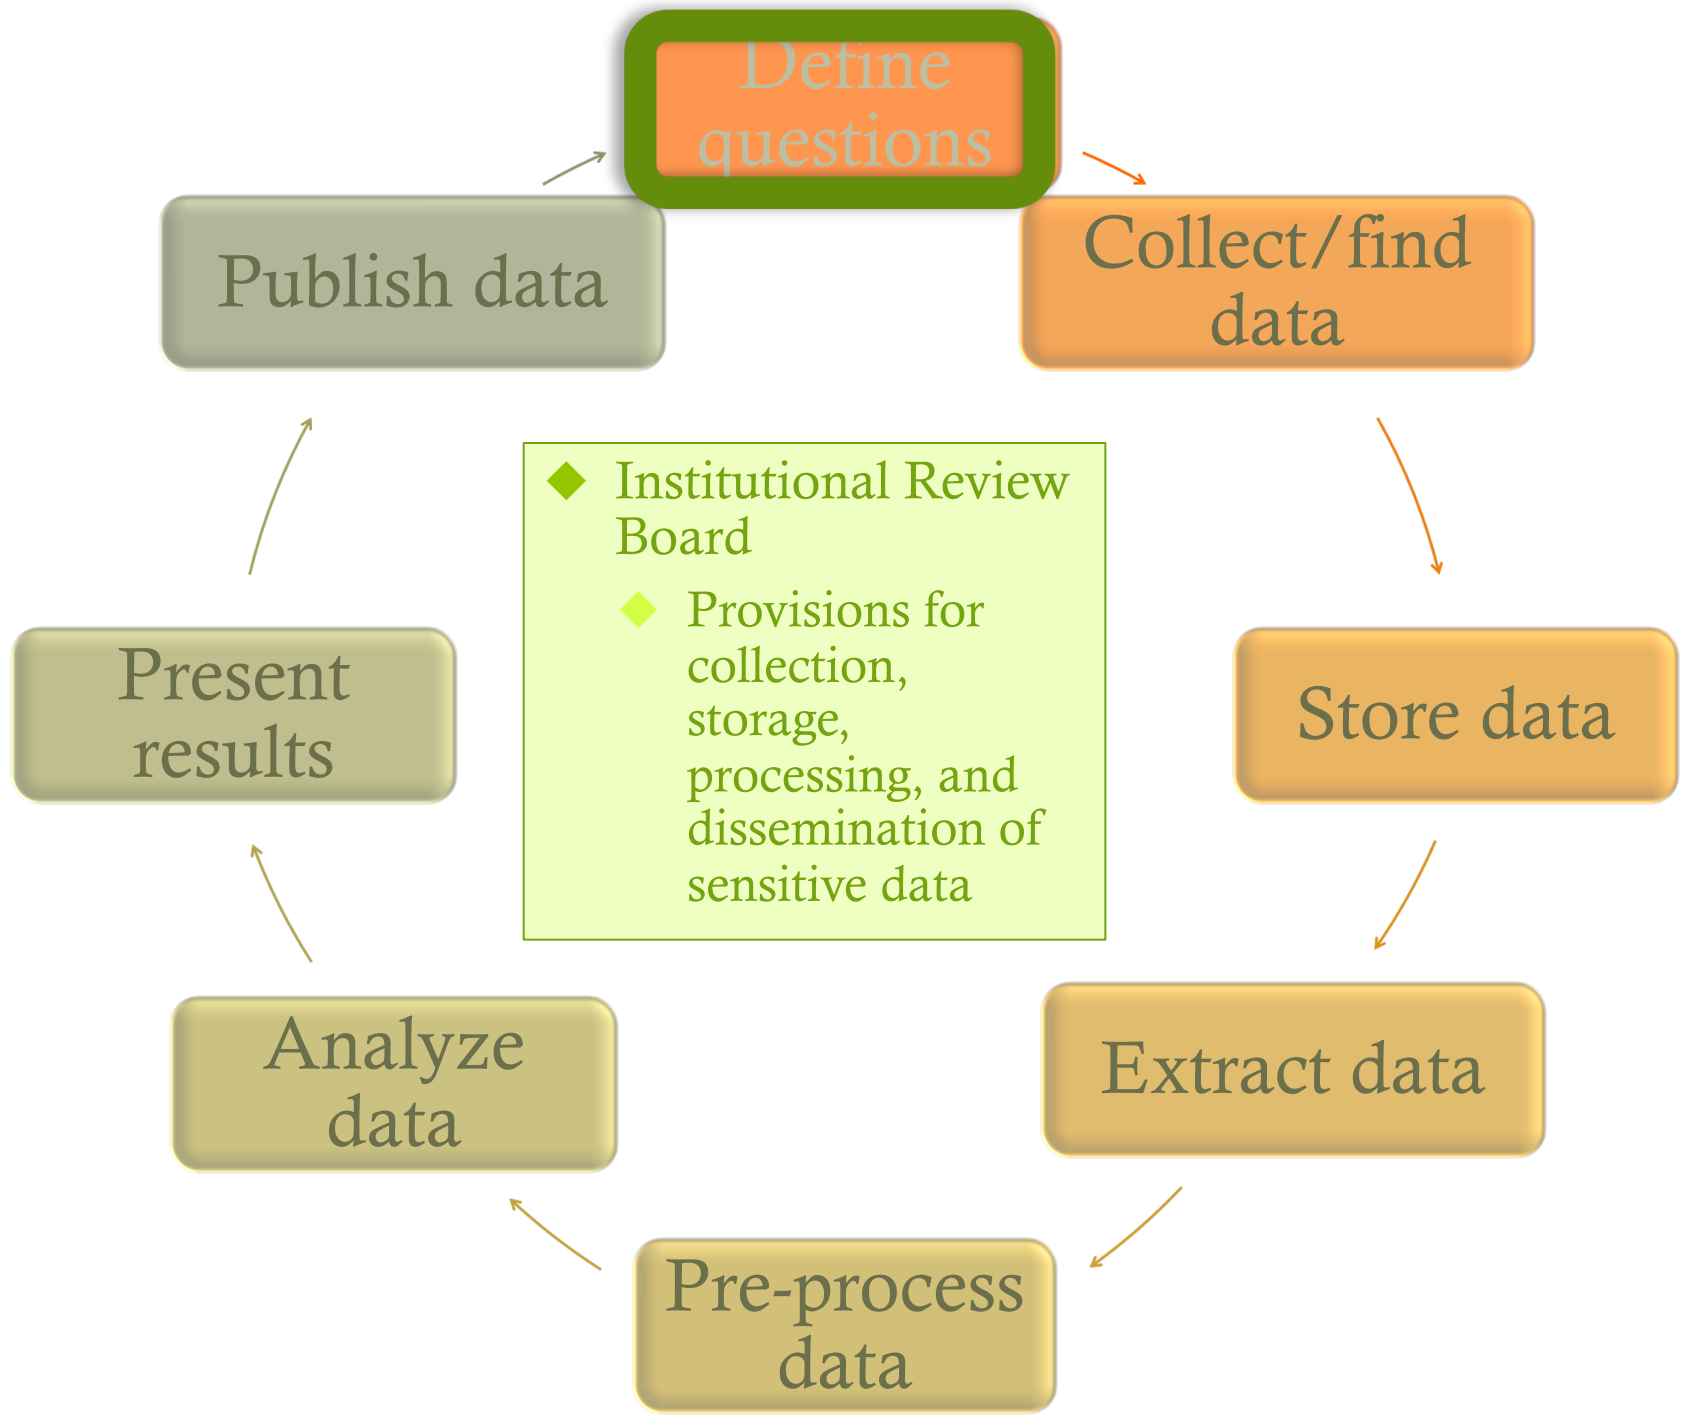 Define
questions
Collect/find
data
Store data
Extract data
Pre-process
data
Analyze
data
Present
results
Publish data
Institutional Review
Board
Provisions for
collection,
storage,
processing, and
dissemination of
sensitive data